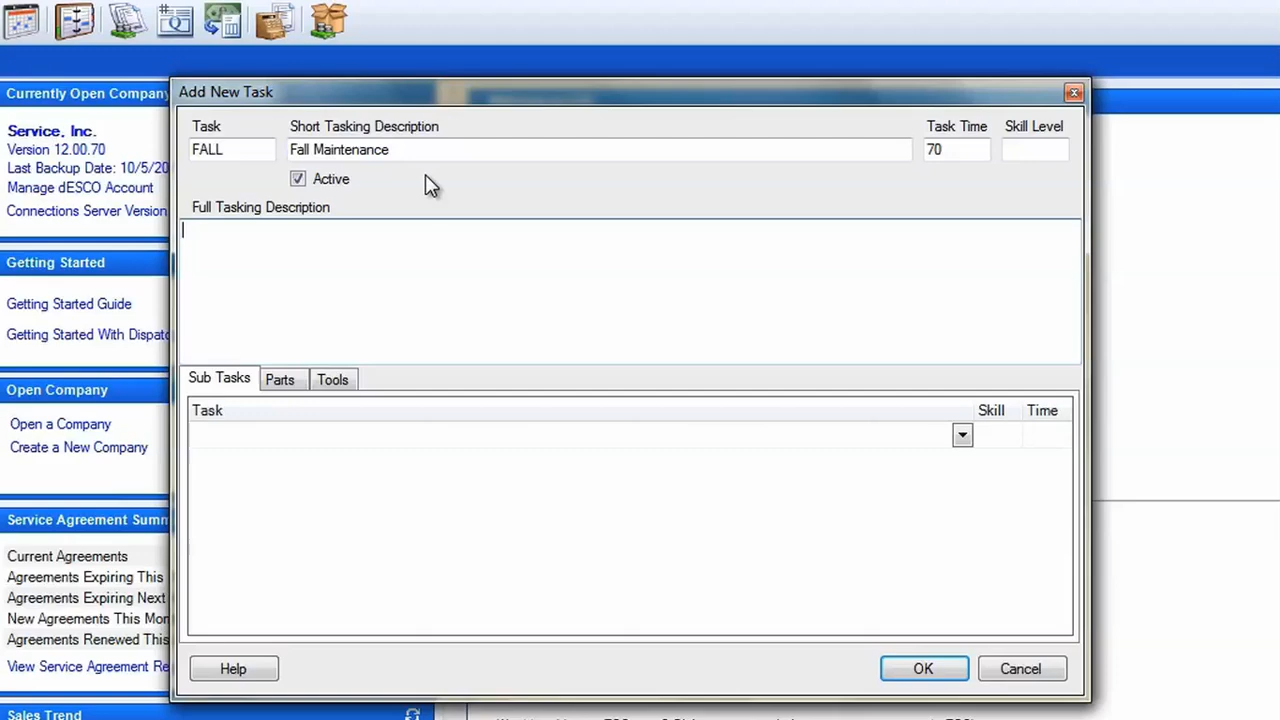 Currently Open Company
Service, Inc.
Version 12.00.70
Last Backup Date: 10/5/20
Manage dESCO Account
Connections Server Version
Getting Started
Getting Started Guide
Getting Started With Dispatc
Open Company
Open a Company
Create a New Company
Service Agreement Summ
Current Agreements
Agreements Expiring This
Agreements Expiring Next
New Agreements This Mon
Agreements Renewed This
View Service Agreement Re
Sales Trend
Add New Task
Task Short Tasking Description Task Time Skill Level
FALL Fall Maintenance 70
Active
Full Tasking Description
Sub Tasks Parts Tools
Task Skill Time
Help OK Cancel